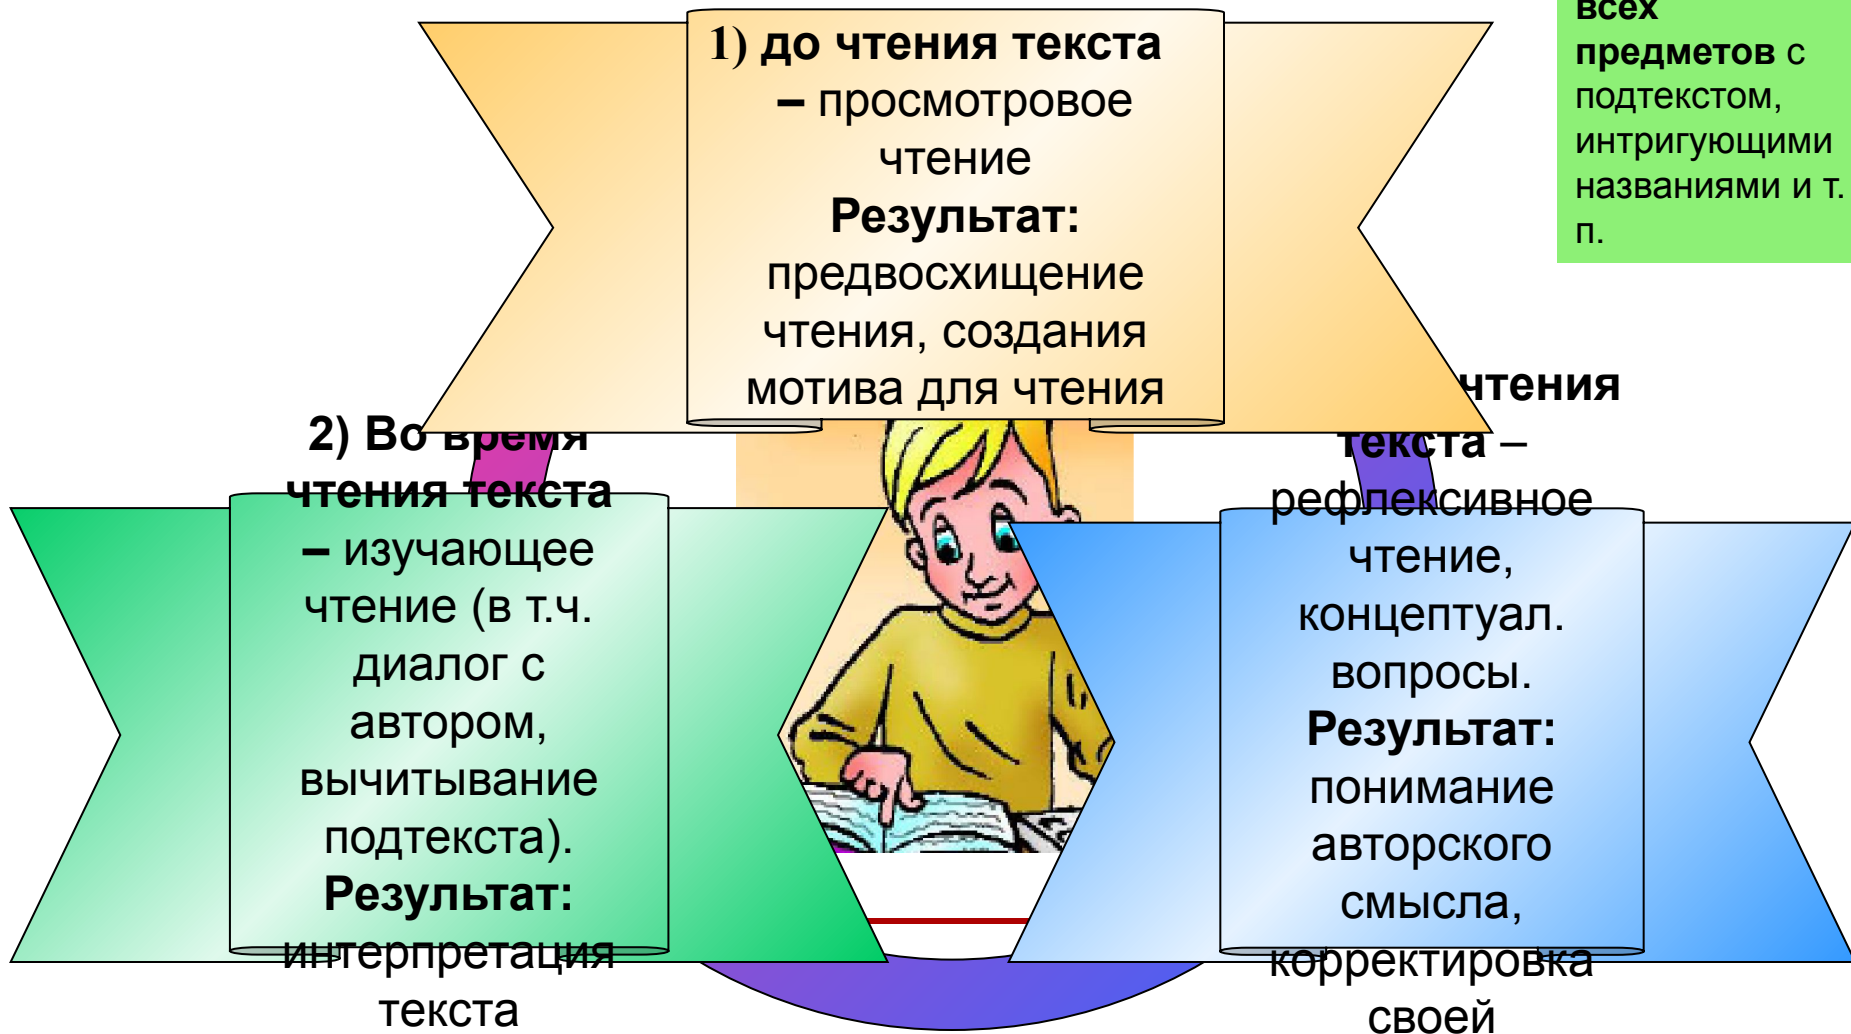 1) до чтения текста
– просмотровое
чтение
Результат:
предвосхищение
чтения, создания
мотива для чтения
всех
предметов с
подтекстом,
интригующими
названиями и т.
п.
2) Во время
чтения текста
– изучающее
чтение (в т.ч.
диалог с
автором,
вычитывание
подтекста).
Результат:
интерпретация
текста
чтения
текста –
рефлексивное
чтение,
концептуал.
вопросы.
Результат:
понимание
авторского
смысла,
корректировка
своей